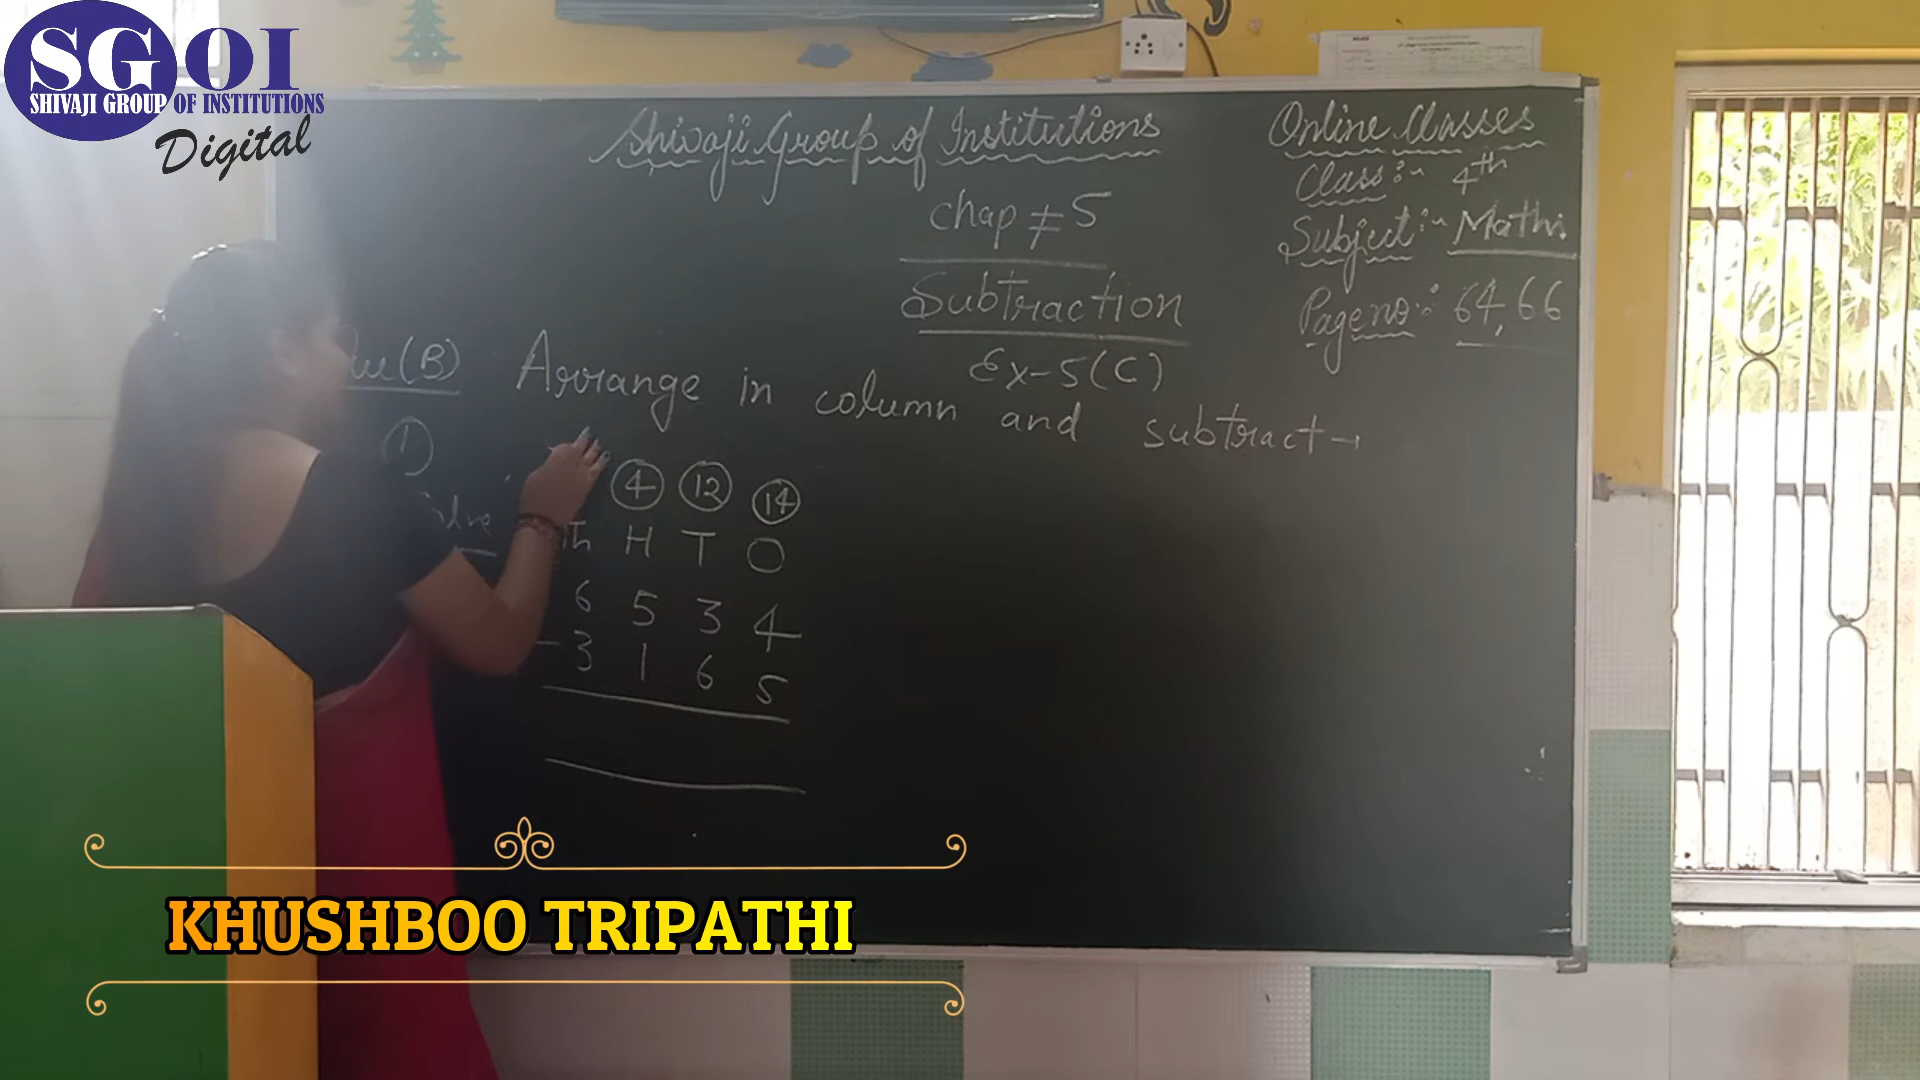 SGOI
SHIVAJI GROUP OF INSTITUTIONS
Digital
Shivaji Group of Institutions
Online Classes
Class:- 4th
Subject:- Maths
Page no:- 64, 66
chap ≠ 5
Subtraction
Ex-5(C)
(B) Arrange in column and subtract→
(1)
4 12 14
Th H T O
6 5 3 4
- 3 1 6 5
KHUSHBOO TRIPATHI